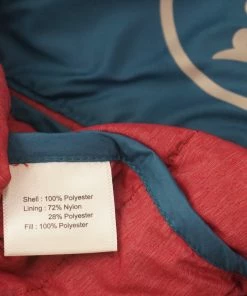 Shell : 100% Polyester
Lining : 72% Nylon
28% Polyester
Fill : 100% Polyester